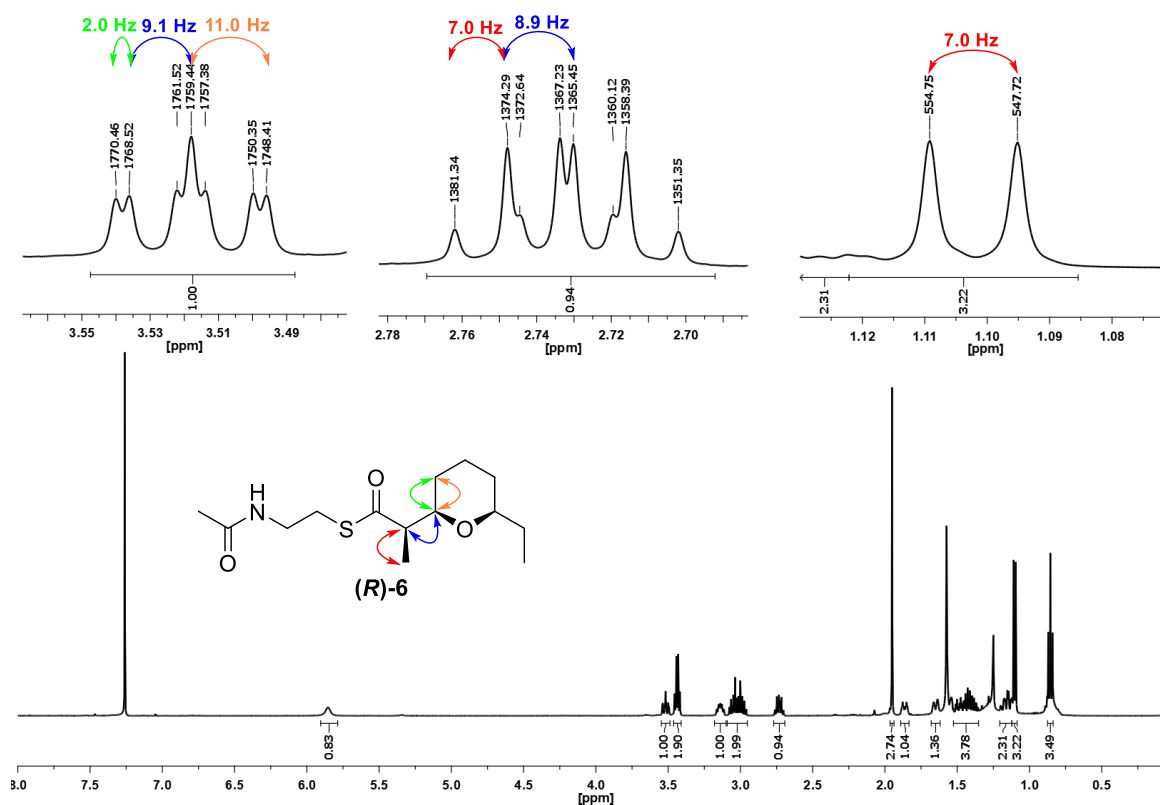 2.0 Hz 9.1 Hz 11.0 Hz
1770.46
1768.52
1761.52
1759.44
1757.38
1750.35
1748.41
1.00
3.55 3.53 3.51 3.49
[ppm]
7.0 Hz 8.9 Hz
1381.34
1374.29
1372.64
1367.23
1365.45
1360.12
1358.39
1351.35
0.94
2.78 2.76 2.74 2.72 2.70
[ppm]
7.0 Hz
554.75
547.72
2.31
3.22
1.12 1.11 1.10 1.09 1.08
[ppm]
O
H
N
S
O
O
(R)-6
0.83
1.00
1.90
1.00
1.99
0.94
2.74
1.04
1.36
3.78
2.31
3.22
3.49
8.0 7.5 7.0 6.5 6.0 5.5 5.0 4.5 4.0 3.5 3.0 2.5 2.0 1.5 1.0 0.5
[ppm]